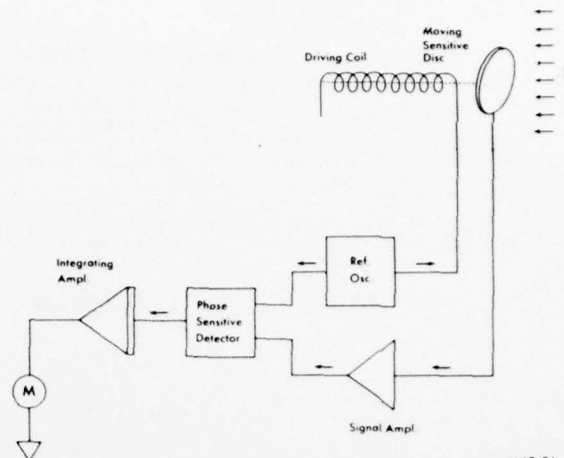 Moving
Sensitive
Disc
Driving Coil
Integrating
Ampl.
Ref.
Osc
Phase
Sensitive
Detector
M
Signal Ampl.